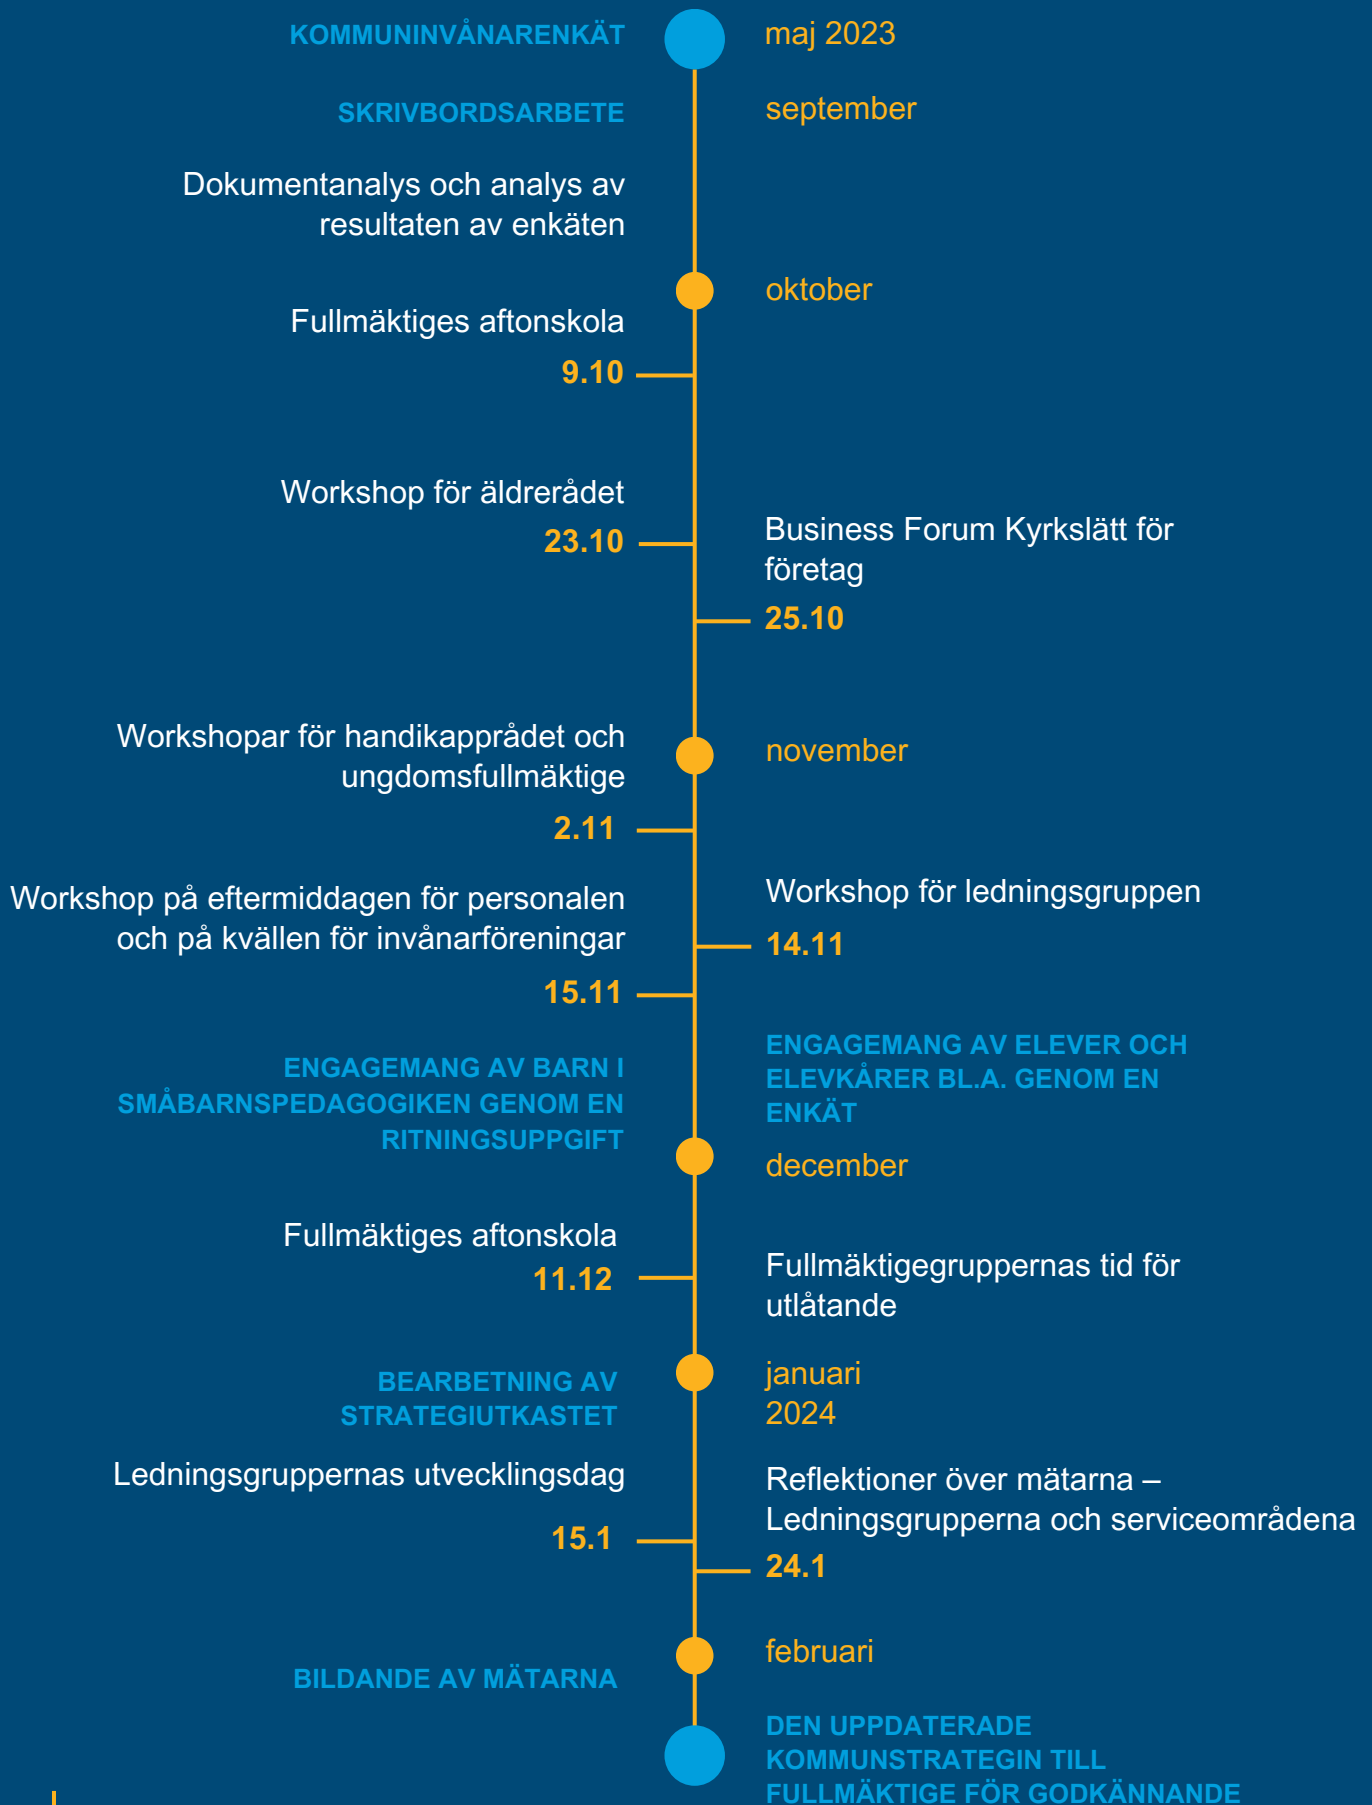 KOMMUNINVÅNARENKÄT
maj 2023
SKRIVBORDSARBETE
september
Dokumentanalys och analys av
resultaten av enkäten
oktober
Fullmäktiges aftonskola
9.10
Workshop för äldrerådet
23.10
Business Forum Kyrkslätt för
företag
25.10
november
Workshopar för handikapprådet och
ungdomsfullmäktige
2.11
Workshop för ledningsgruppen
14.11
Workshop på eftermiddagen för personalen
och på kvällen för invånarföreningar
15.11
ENGAGEMANG AV BARN I
SMÅBARNSPEDAGOGIKEN GENOM EN
RITNINGSUPPGIFT
ENGAGEMANG AV ELEVER OCH
ELEVKÅRER BL.A. GENOM EN
ENKÄT
december
Fullmäktiges aftonskola
11.12
Fullmäktigegruppernas tid för
utlåtande
januari
2024
BEARBETNING AV
STRATEGIUTKASTET
Ledningsgruppernas utvecklingsdag
15.1
Reflektioner över mätarna –
Ledningsgrupperna och serviceområdena
24.1
februari
BILDANDE AV MÄTARNA
DEN UPPDATERADE
KOMMUNSTRATEGIN TILL
FULLMÄKTIGE FÖR GODKÄNNANDE